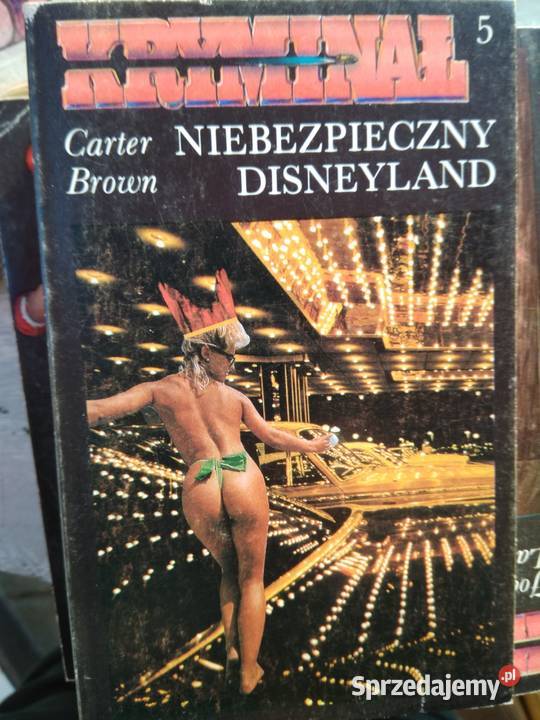 KRYMINAŁ
5
Carter
Brown
NIEBEZPIECZNY
DISNEYLAND
Sprzedajemy.pl